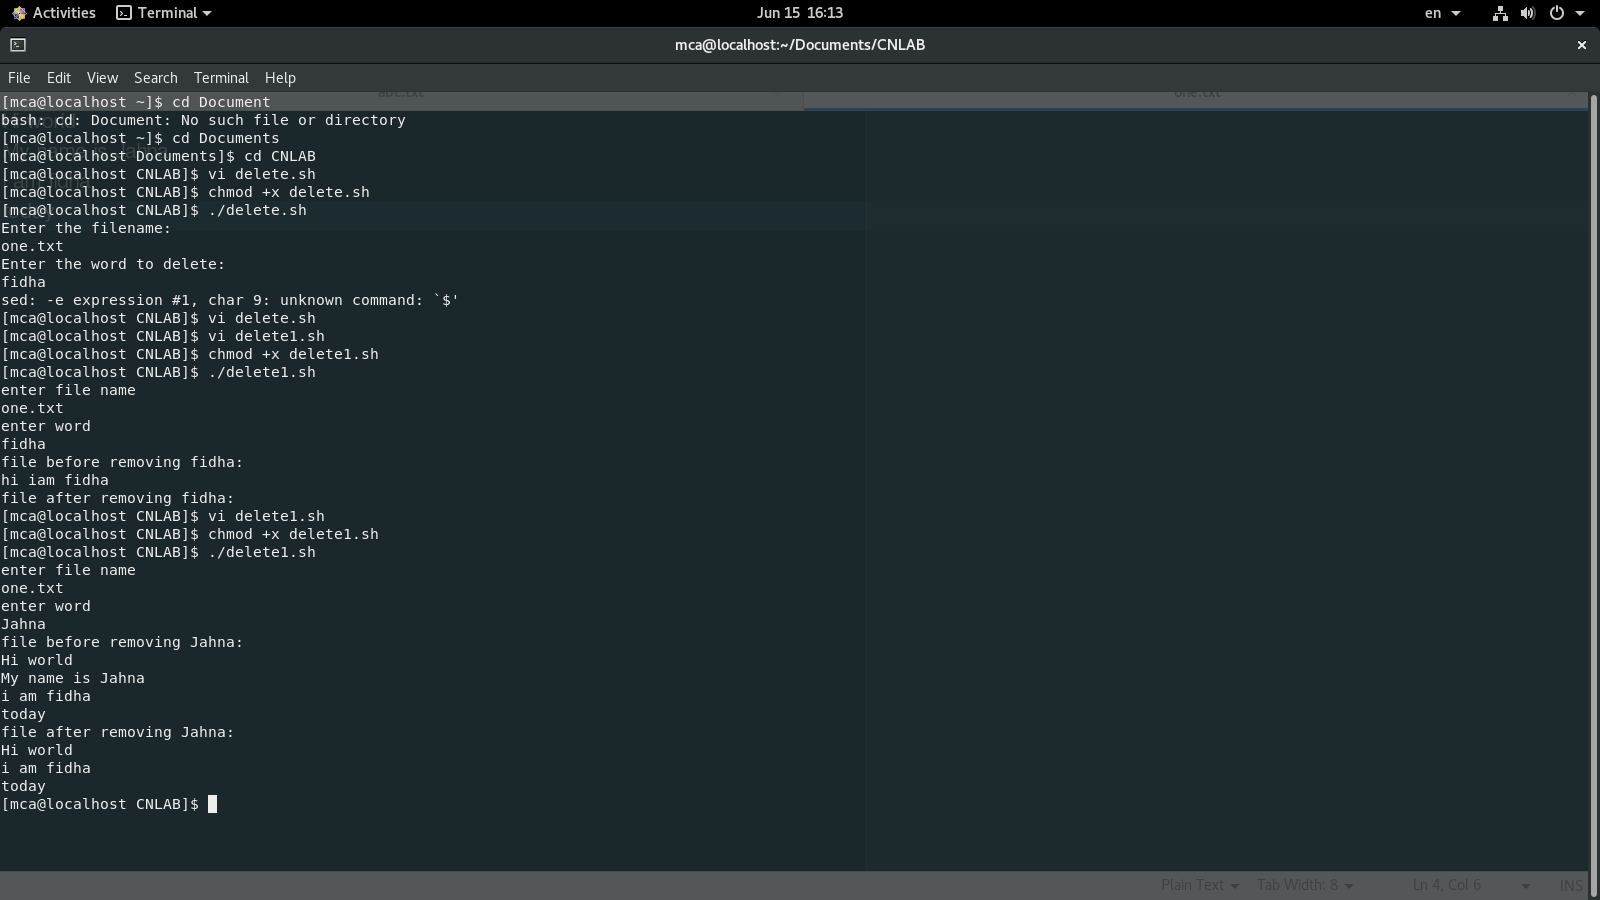 Activities Terminal Jun 15 16:13 en
mca@localhost:~/Documents/CNLAB
File Edit View Search Terminal Help
abc.txt one.txt
[mca@localhost ~]$ cd Document
bash: cd: Document: No such file or directory
[mca@localhost ~]$ cd Documents
[mca@localhost Documents]$ cd CNLAB
[mca@localhost CNLAB]$ vi delete.sh
[mca@localhost CNLAB]$ chmod +x delete.sh
[mca@localhost CNLAB]$ ./delete.sh
Enter the filename:
one.txt
Enter the word to delete:
fidha
sed: -e expression #1, char 9: unknown command: `$'
[mca@localhost CNLAB]$ vi delete.sh
[mca@localhost CNLAB]$ vi delete1.sh
[mca@localhost CNLAB]$ chmod +x delete1.sh
[mca@localhost CNLAB]$ ./delete1.sh
enter file name
one.txt
enter word
fidha
file before removing fidha:
hi iam fidha
file after removing fidha:
[mca@localhost CNLAB]$ vi delete1.sh
[mca@localhost CNLAB]$ chmod +x delete1.sh
[mca@localhost CNLAB]$ ./delete1.sh
enter file name
one.txt
enter word
Jahna
file before removing Jahna:
Hi world
My name is Jahna
i am fidha
today
file after removing Jahna:
Hi world
i am fidha
today
[mca@localhost CNLAB]$
Plain Text Tab Width: 8 Ln 4, Col 6 INS